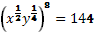 (x^{1/2}y^{1/4})^8 = 144